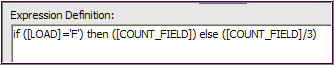 Expression Definition:
if ([LOAD]='F') then ([COUNT_FIELD]) else ([COUNT_FIELD]/3)